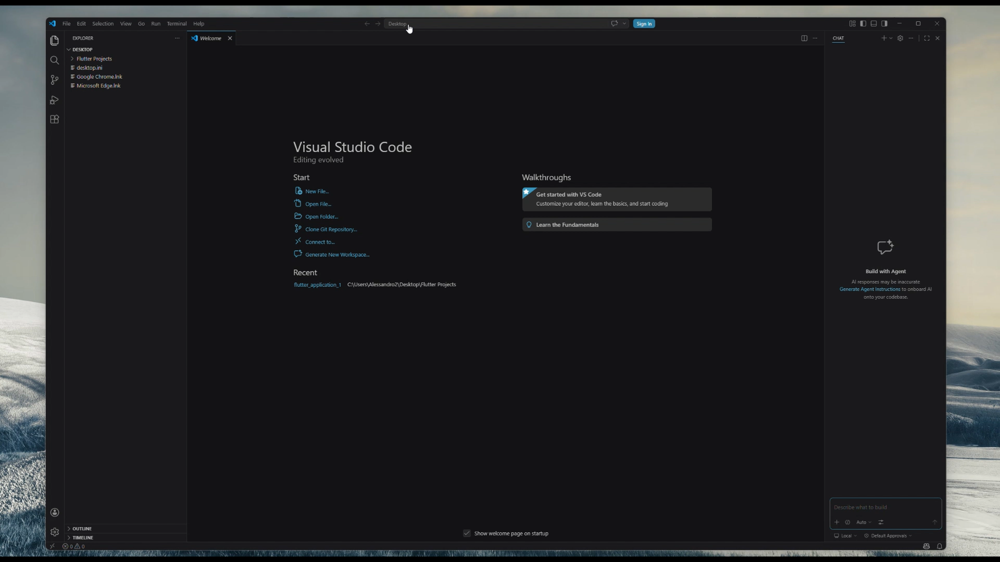 File Edit Selection View Go Run Terminal Help
Desktop
Sign In
EXPLORER
Welcome
CHAT
DESKTOP
Flutter Projects
desktop.ini
Google Chrome.lnk
Microsoft Edge.lnk
Visual Studio Code
Editing evolved
Start
New File...
Open File...
Open Folder...
Clone Git Repository...
Connect to...
Generate New Workspace...
Recent
flutter_application_1 C:\Users\Alessandro2\Desktop\Flutter Projects
Walkthroughs
Get started with VS Code
Customize your editor, learn the basics, and start coding
Learn the Fundamentals
Build with Agent
AI responses may be inaccurate
Generate Agent Instructions to onboard AI
onto your codebase.
Describe what to build
Auto
Local Default Approvals
OUTLINE
TIMELINE
Show welcome page on startup
0 0